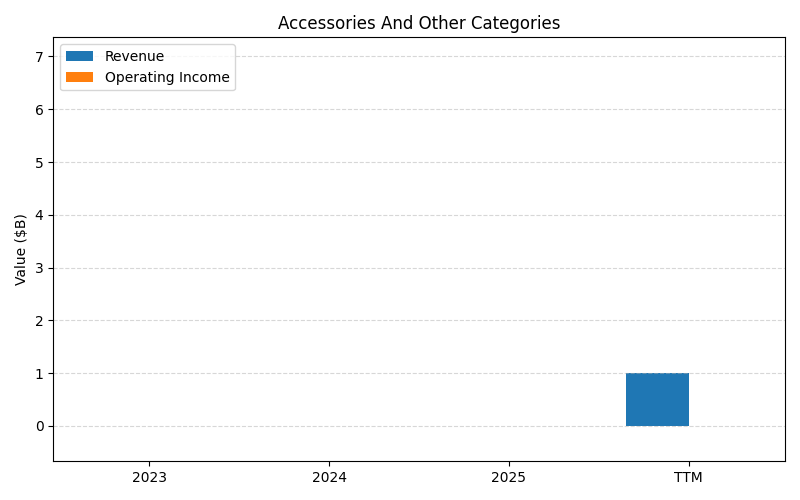 Accessories And Other Categories
Revenue
Operating Income
Value ($B)
7
6
5
4
3
2
1
0
2023 2024 2025 TTM